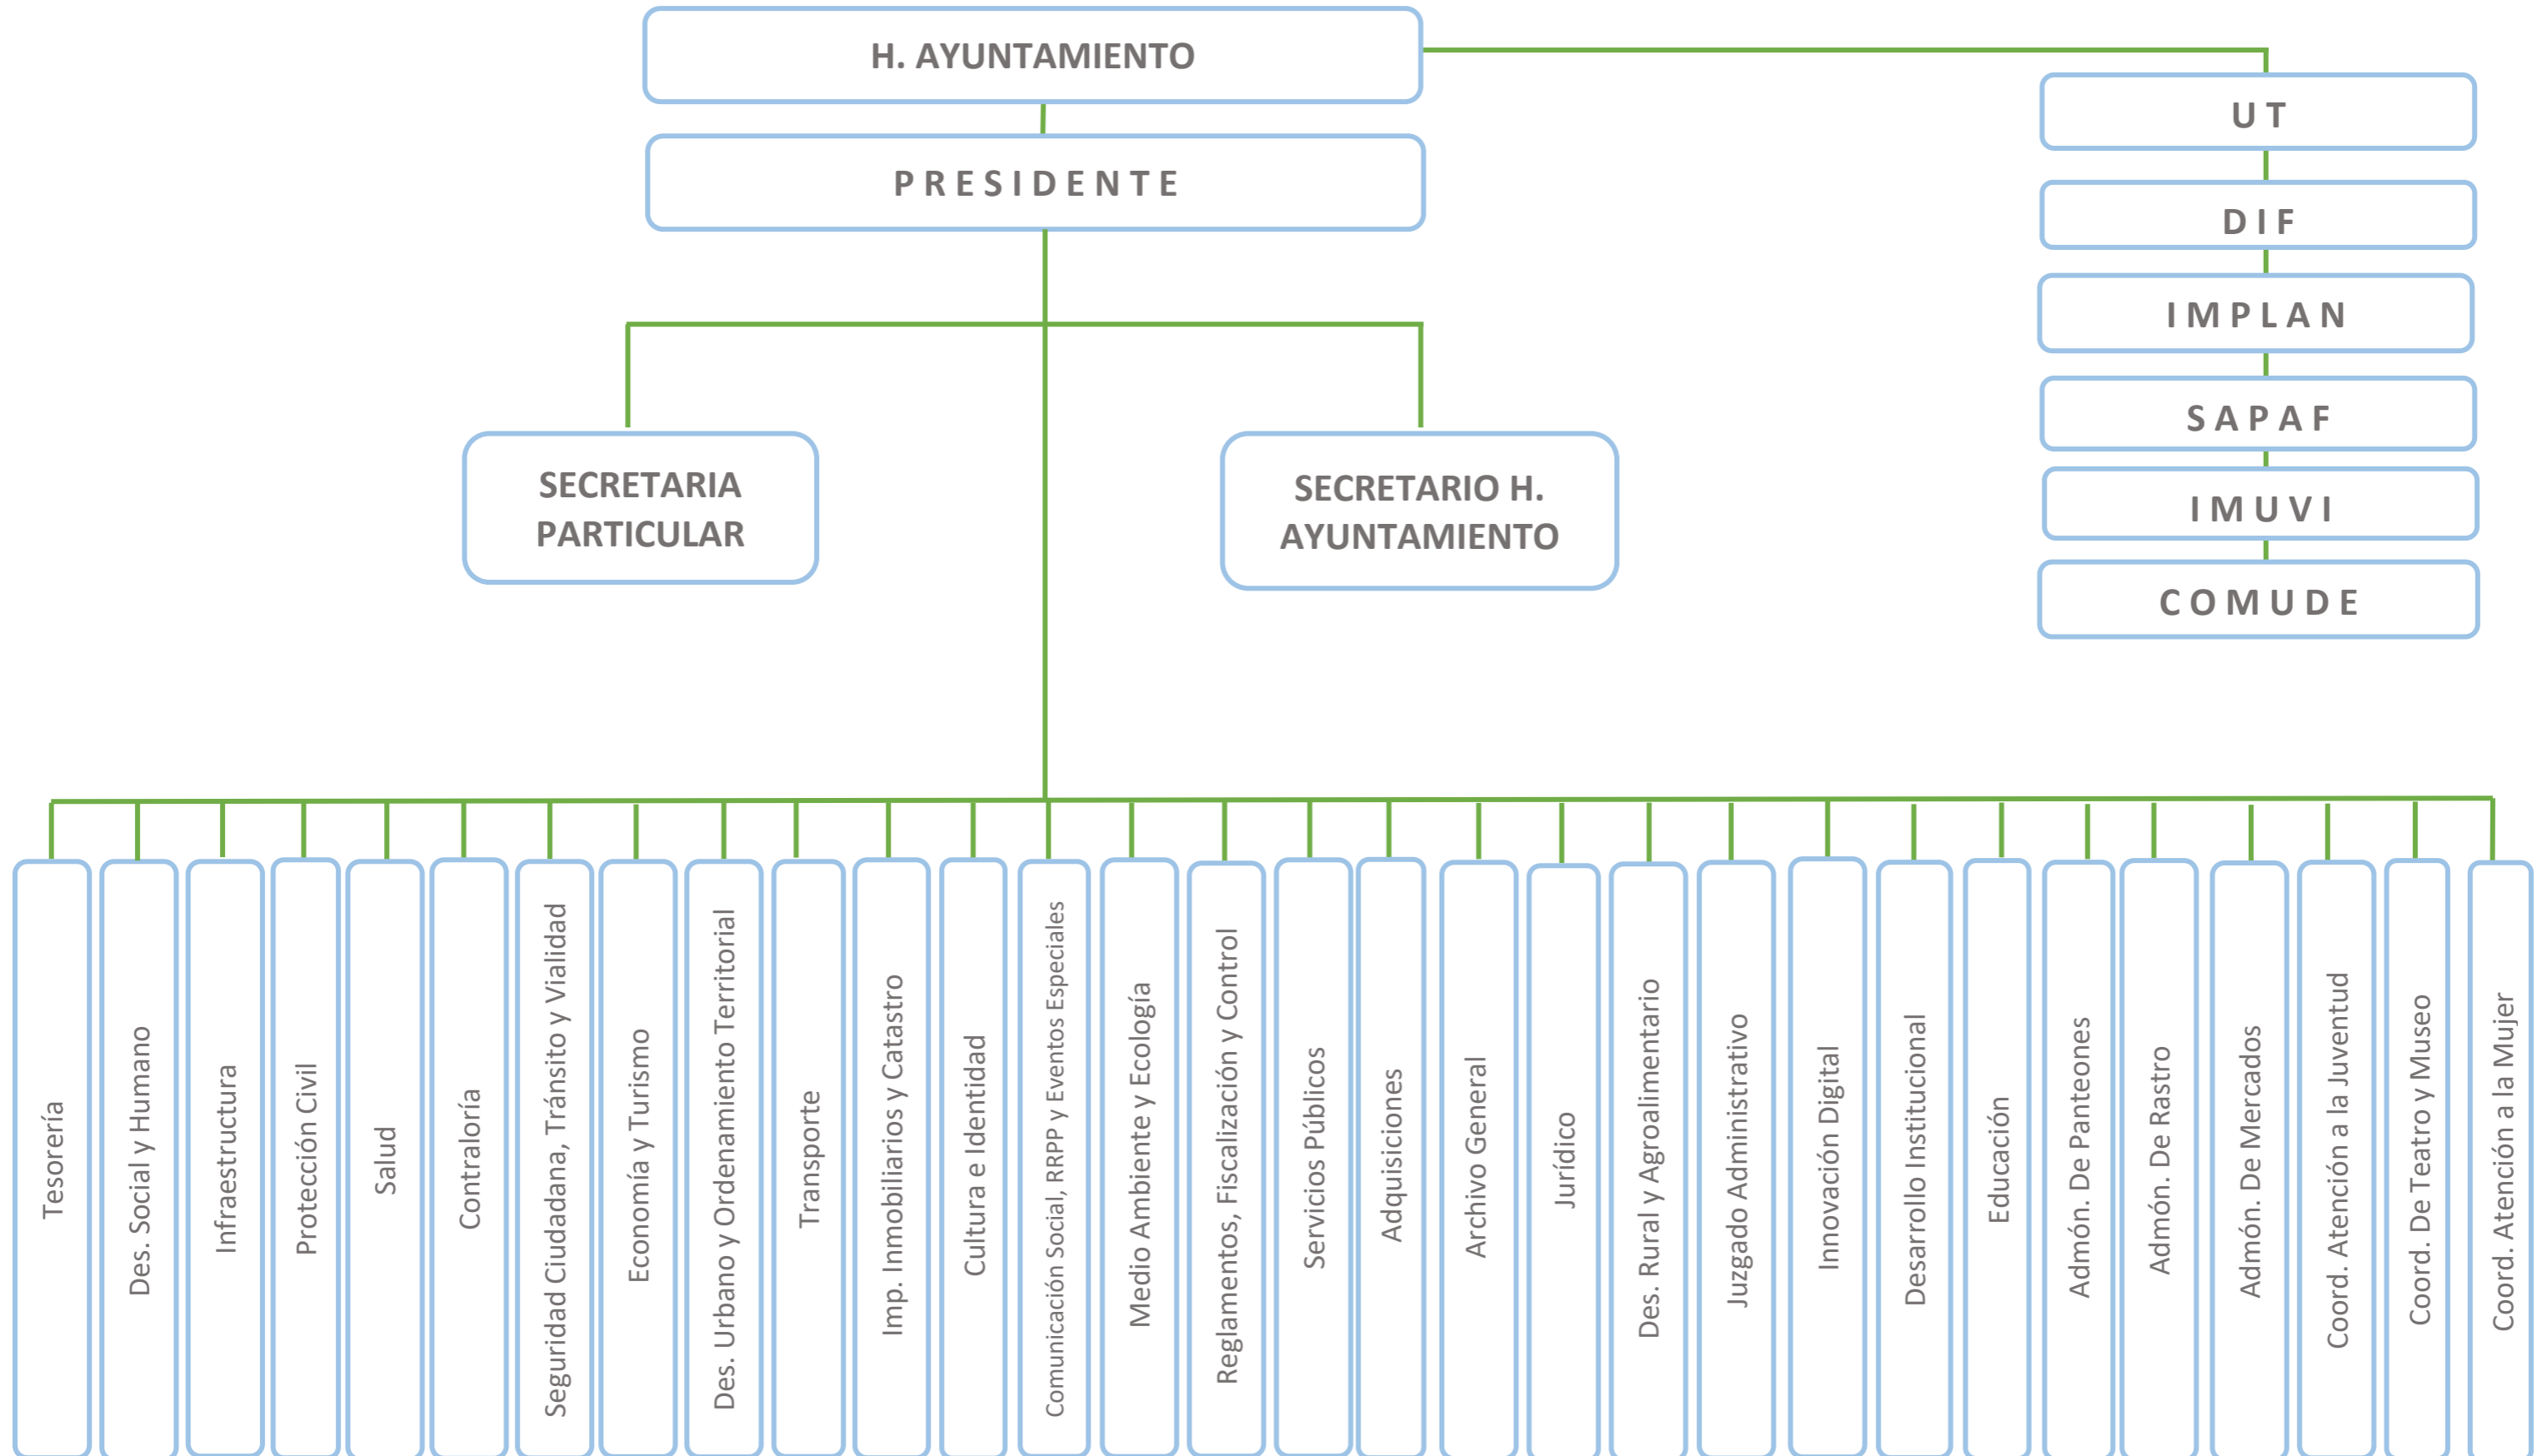 H. AYUNTAMIENTO
P R E S I D E N T E
U T
D I F
I M P L A N
S A P A F
I M U V I
C O M U D E
SECRETARIA
PARTICULAR
SECRETARIO H.
AYUNTAMIENTO
Tesorería
Des. Social y Humano
Infraestructura
Protección Civil
Salud
Contraloría
Seguridad Ciudadana, Tránsito y Vialidad
Economía y Turismo
Des. Urbano y Ordenamiento Territorial
Transporte
Imp. Inmobiliarios y Catastro
Cultura e Identidad
Comunicación Social, RRPP y Eventos Especiales
Medio Ambiente y Ecología
Reglamentos, Fiscalización y Control
Servicios Públicos
Adquisiciones
Archivo General
Jurídico
Des. Rural y Agroalimentario
Juzgado Administrativo
Innovación Digital
Desarrollo Institucional
Educación
Admón. De Panteones
Admón. De Rastro
Admón. De Mercados
Coord. Atención a la Juventud
Coord. De Teatro y Museo
Coord. Atención a la Mujer